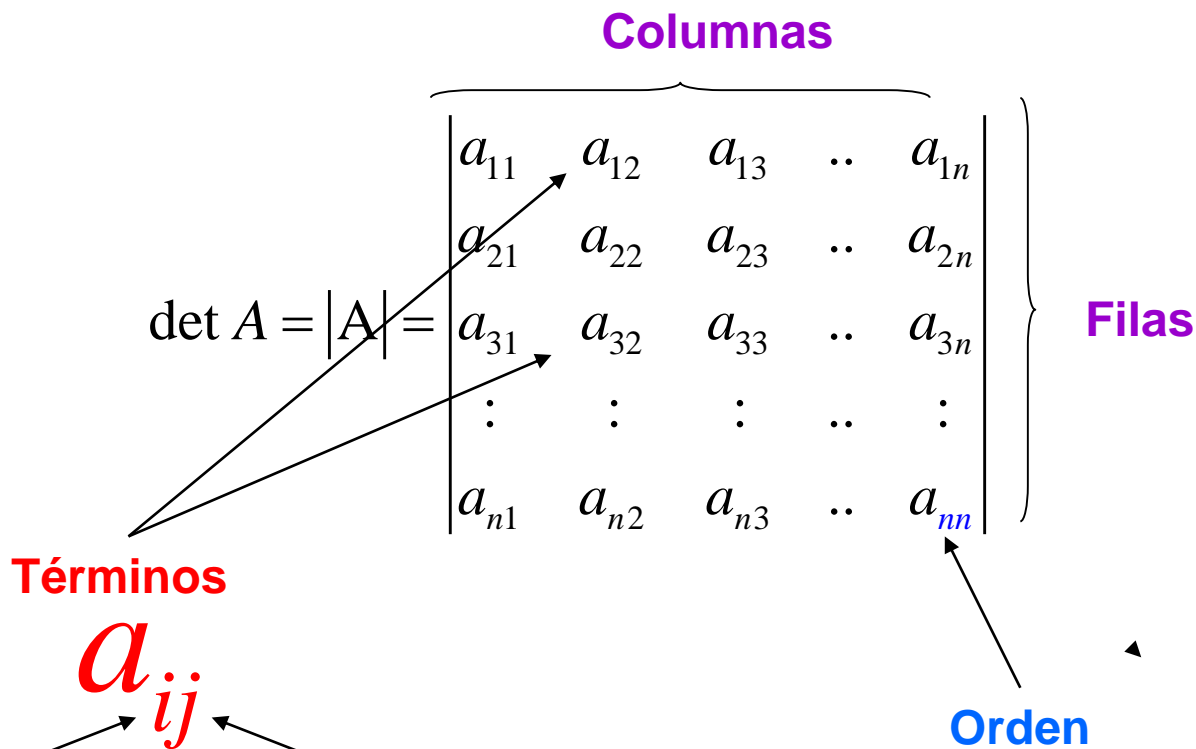 Columnas
a11 a12 a13 .. a1n
a21 a22 a23 .. a2n
det A = |A| = a31 a32 a33 .. a3n
: : : .. :
an1 an2 an3 .. ann
Filas
Términos
aij
Orden